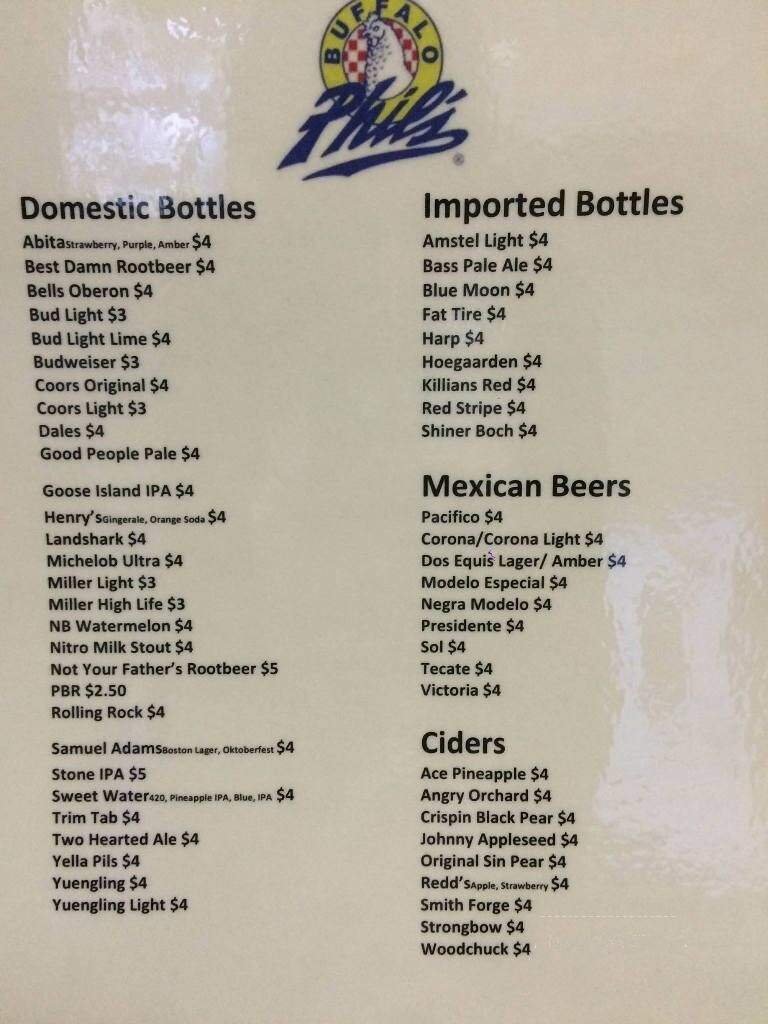 BUFFALO
Phil's
®
Domestic Bottles
Abita Strawberry, Purple, Amber $4
Best Damn Rootbeer $4
Bells Oberon $4
Bud Light $3
Bud Light Lime $4
Budweiser $3
Coors Original $4
Coors Light $3
Dales $4
Good People Pale $4
Goose Island IPA $4
Henry's Gingerale, Orange Soda $4
Landshark $4
Michelob Ultra $4
Miller Light $3
Miller High Life $3
NB Watermelon $4
Nitro Milk Stout $4
Not Your Father's Rootbeer $5
PBR $2.50
Rolling Rock $4
Samuel Adams Boston Lager, Oktoberfest $4
Stone IPA $5
Sweet Water 420, Pineapple IPA, Blue, IPA $4
Trim Tab $4
Two Hearted Ale $4
Yella Pils $4
Yuengling $4
Yuengling Light $4
Imported Bottles
Amstel Light $4
Bass Pale Ale $4
Blue Moon $4
Fat Tire $4
Harp $4
Hoegaarden $4
Killians Red $4
Red Stripe $4
Shiner Boch $4
Mexican Beers
Pacifico $4
Corona/Corona Light $4
Dos Equis Lager/ Amber $4
Modelo Especial $4
Negra Modelo $4
Presidente $4
Sol $4
Tecate $4
Victoria $4
Ciders
Ace Pineapple $4
Angry Orchard $4
Crispin Black Pear $4
Johnny Appleseed $4
Original Sin Pear $4
Redd's Apple, Strawberry $4
Smith Forge $4
Strongbow $4
Woodchuck $4